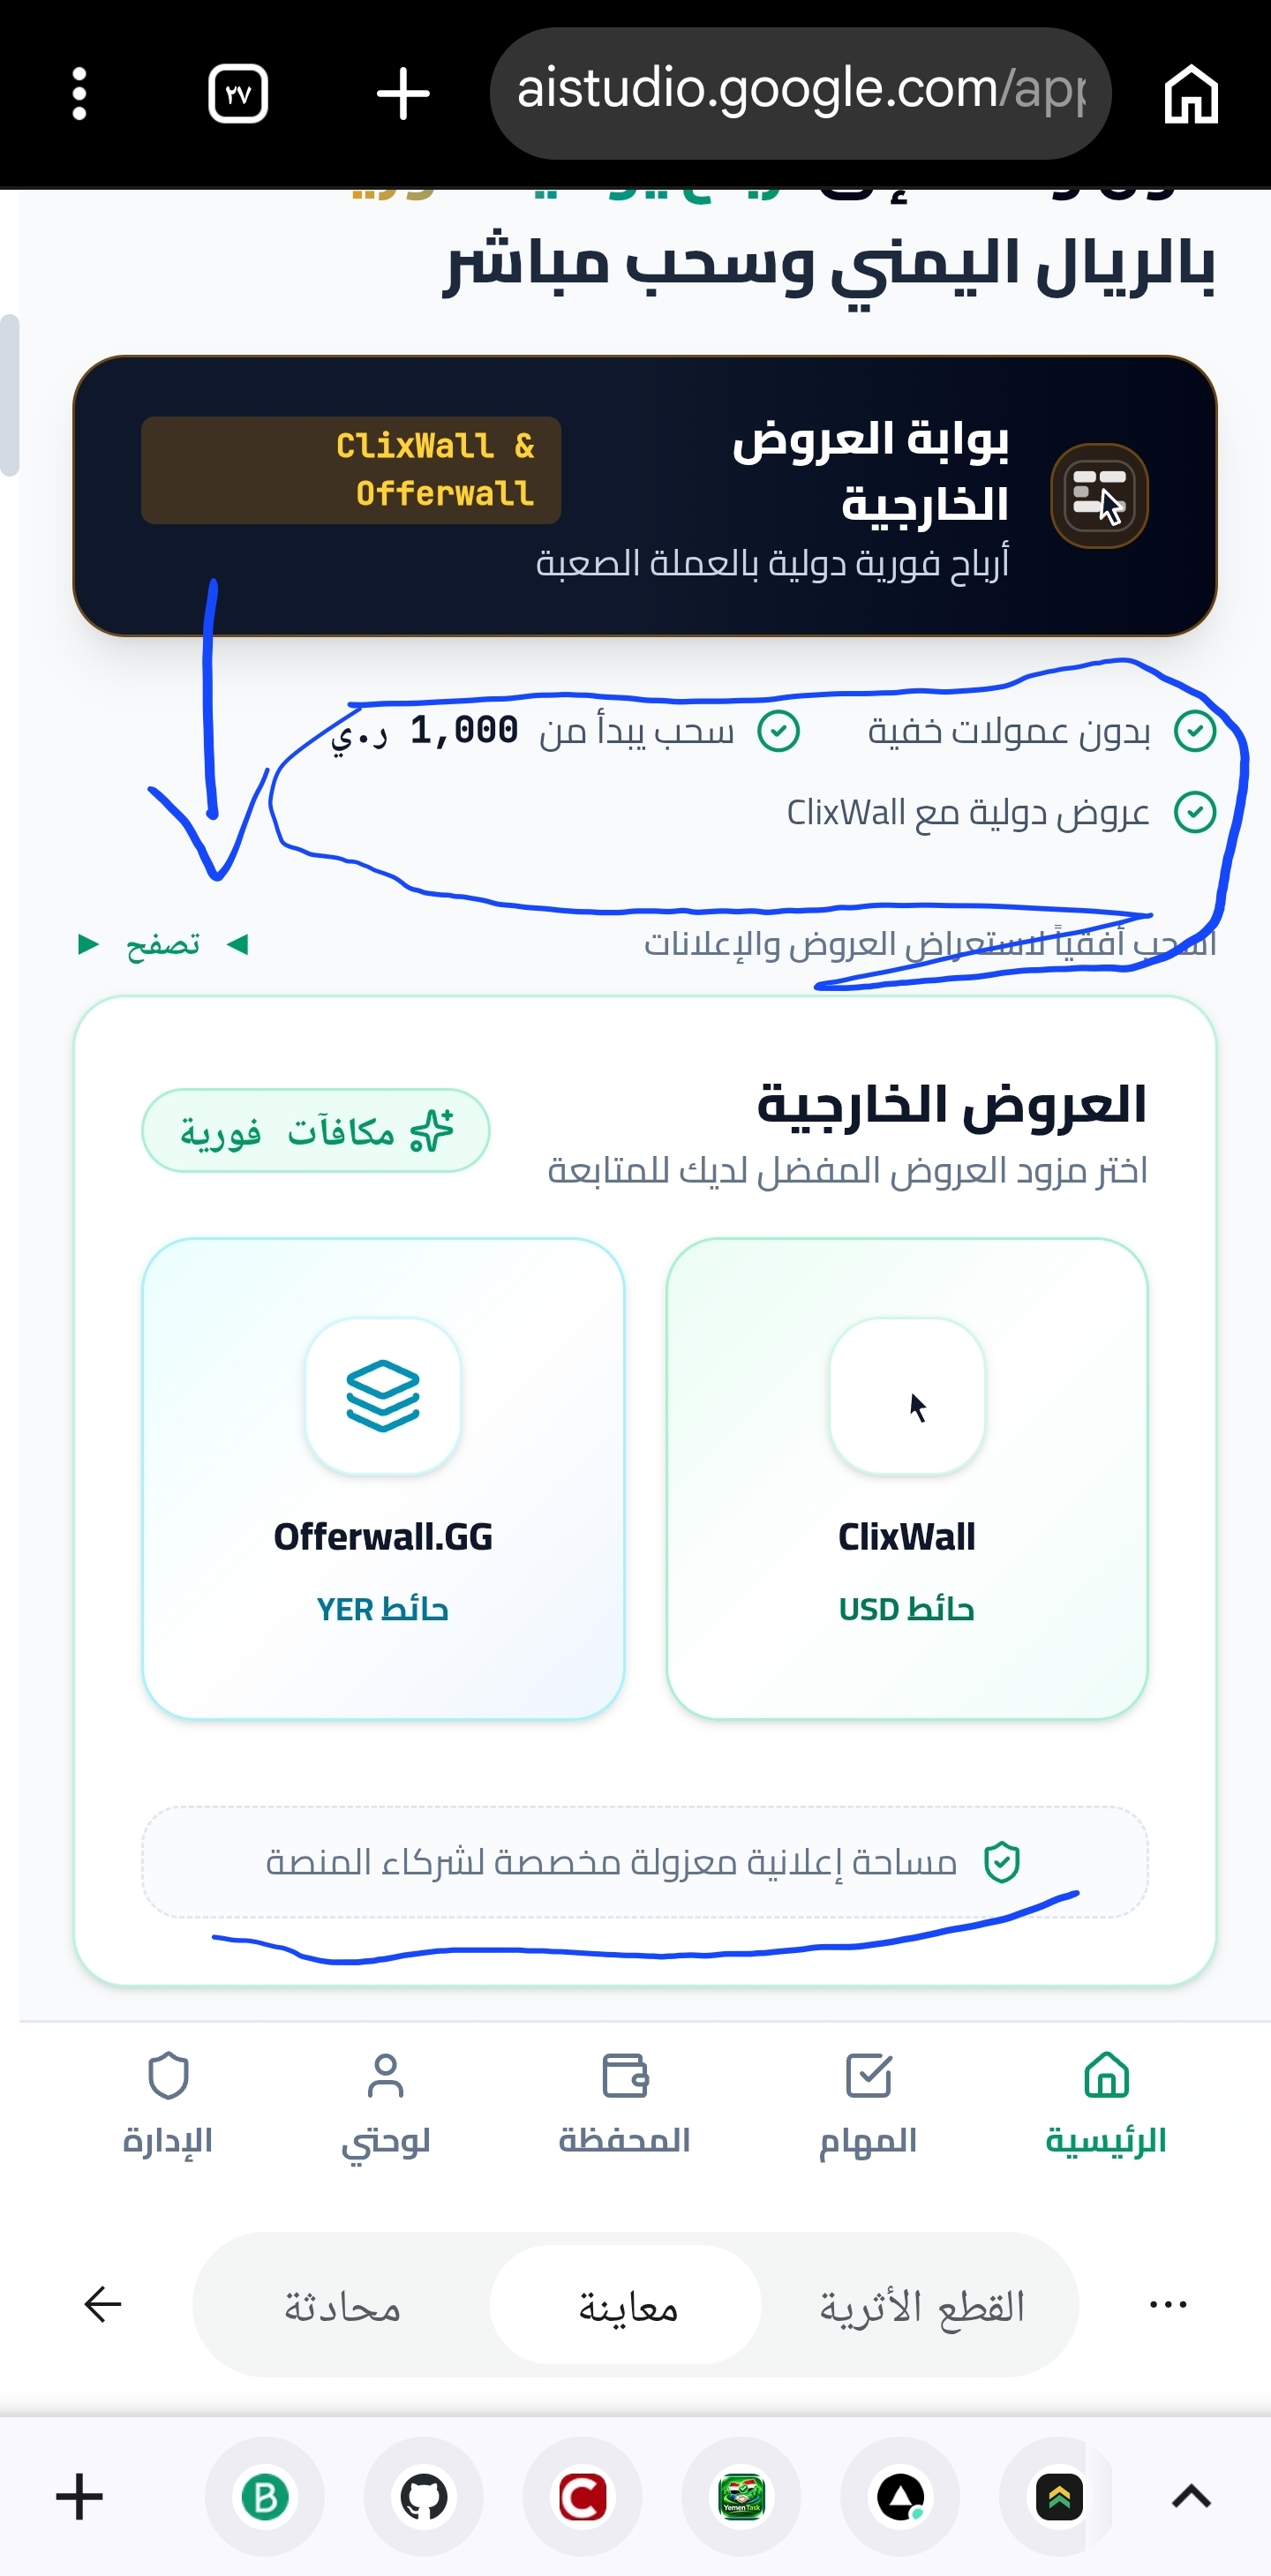 ٢٧
aistudio.google.com/app
بالريال اليمني وسحب مباشر
بوابة العروض
الخارجية
ClixWall &
Offerwall
أرباح فورية دولية بالعملة الصعبة
بدون عمولات خفية
سحب يبدأ من 1,000 ر.ي
عروض دولية مع ClixWall
اسحب أفقياً لاستعراض العروض والإعلانات
◀ تصفح ▶
العروض الخارجية
مكافآت فورية
اختر مزود العروض المفضل لديك للمتابعة
ClixWall
حائط USD
Offerwall.GG
حائط YER
مساحة إعلانية معزولة مخصصة لشركاء المنصة
الرئيسية
المهام
المحفظة
لوحتي
الإدارة
القطع الأثرية
معاينة
محادثة
YemenTask